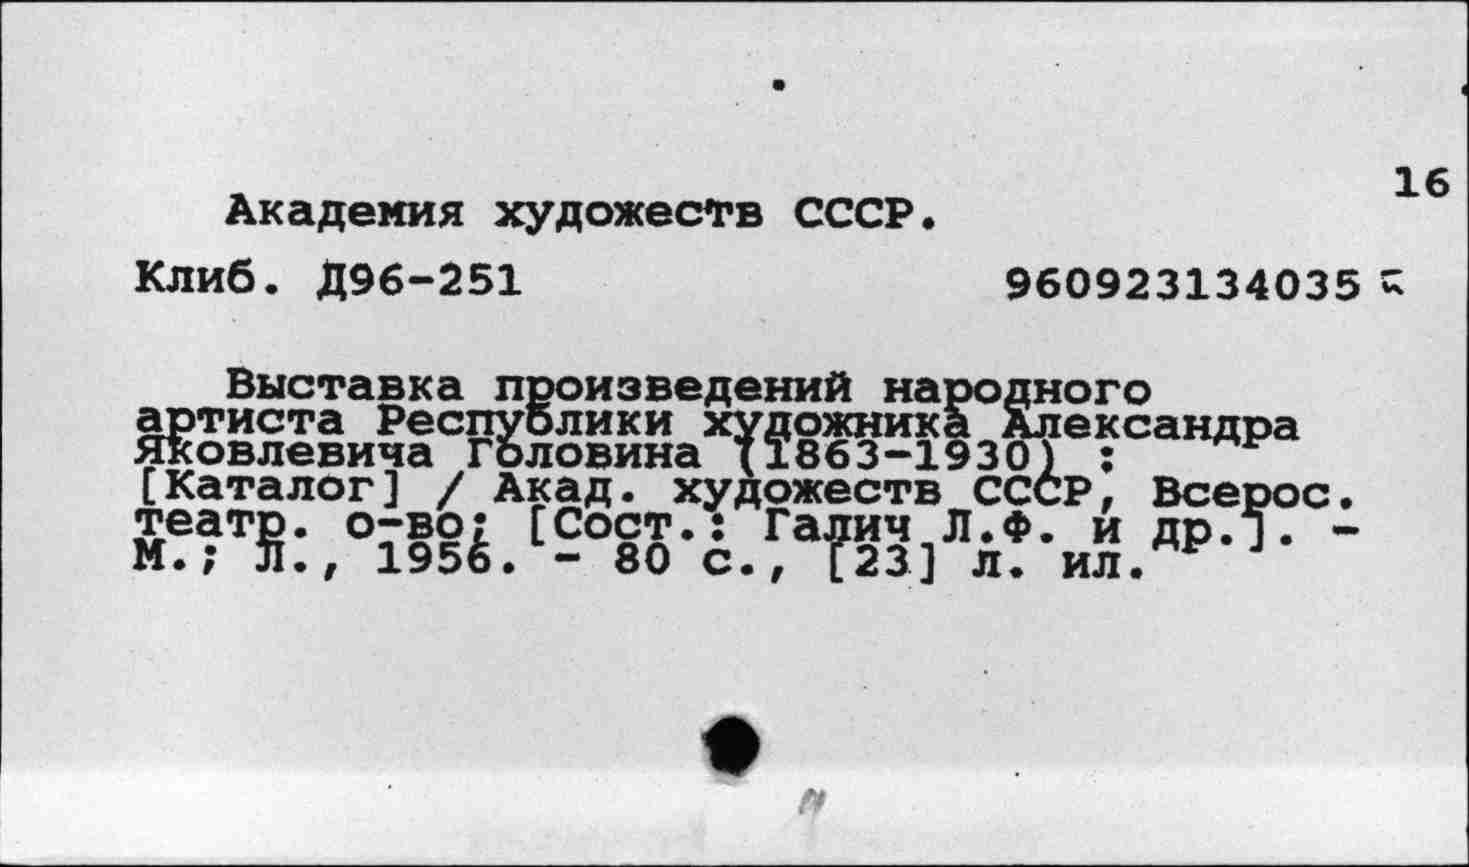 16
Академия художеств СССР.
Клиб. Д96-251 960923134035
Выставка произведений народного
артиста Республики художника Александра
Яковлевича Головина (1863-1930) :
[Каталог] / Акад. художеств СССР, Всерос.
театр. о-во; [Сост.: Галич Л.Ф. и др.]. -
М.; Л., 1956. - 80 с., [23] л. ил.